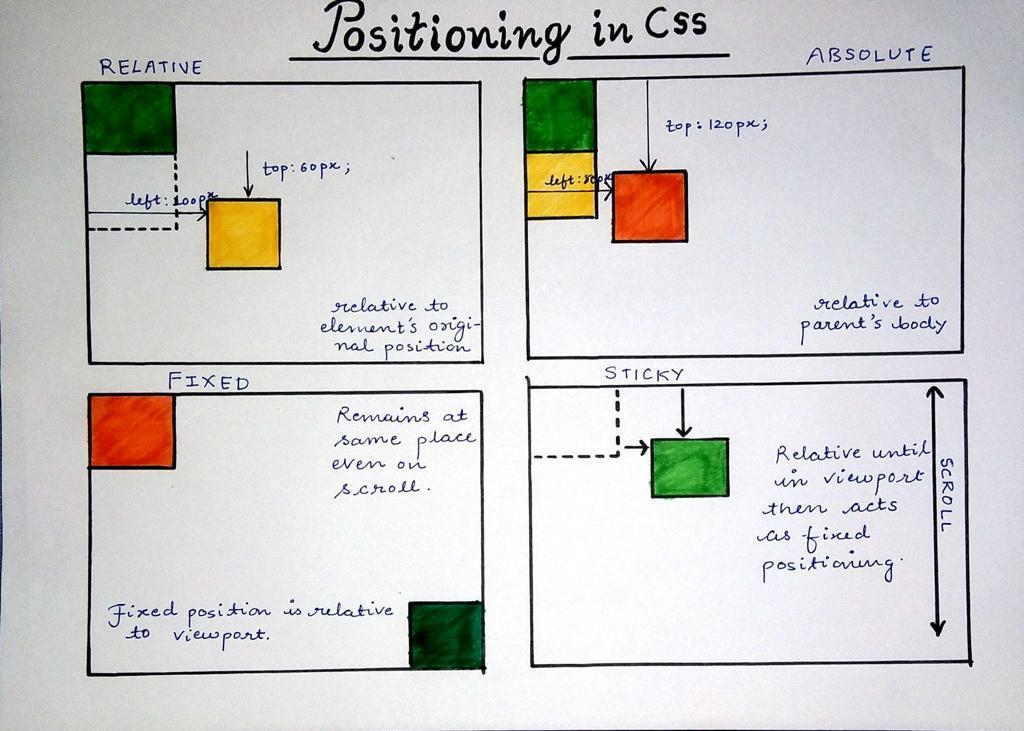 Positioning in Css
RELATIVE
top: 60px;
left: 100px
relative to
element's origi-
nal position
ABSOLUTE
top: 120px;
left: 80px
relative to
parent's body
FIXED
Remains at
same place
even on
scroll.
Fixed position is relative
to viewport.
STICKY
Relative until
in viewport
then acts
as fixed
positioning.
SCROLL